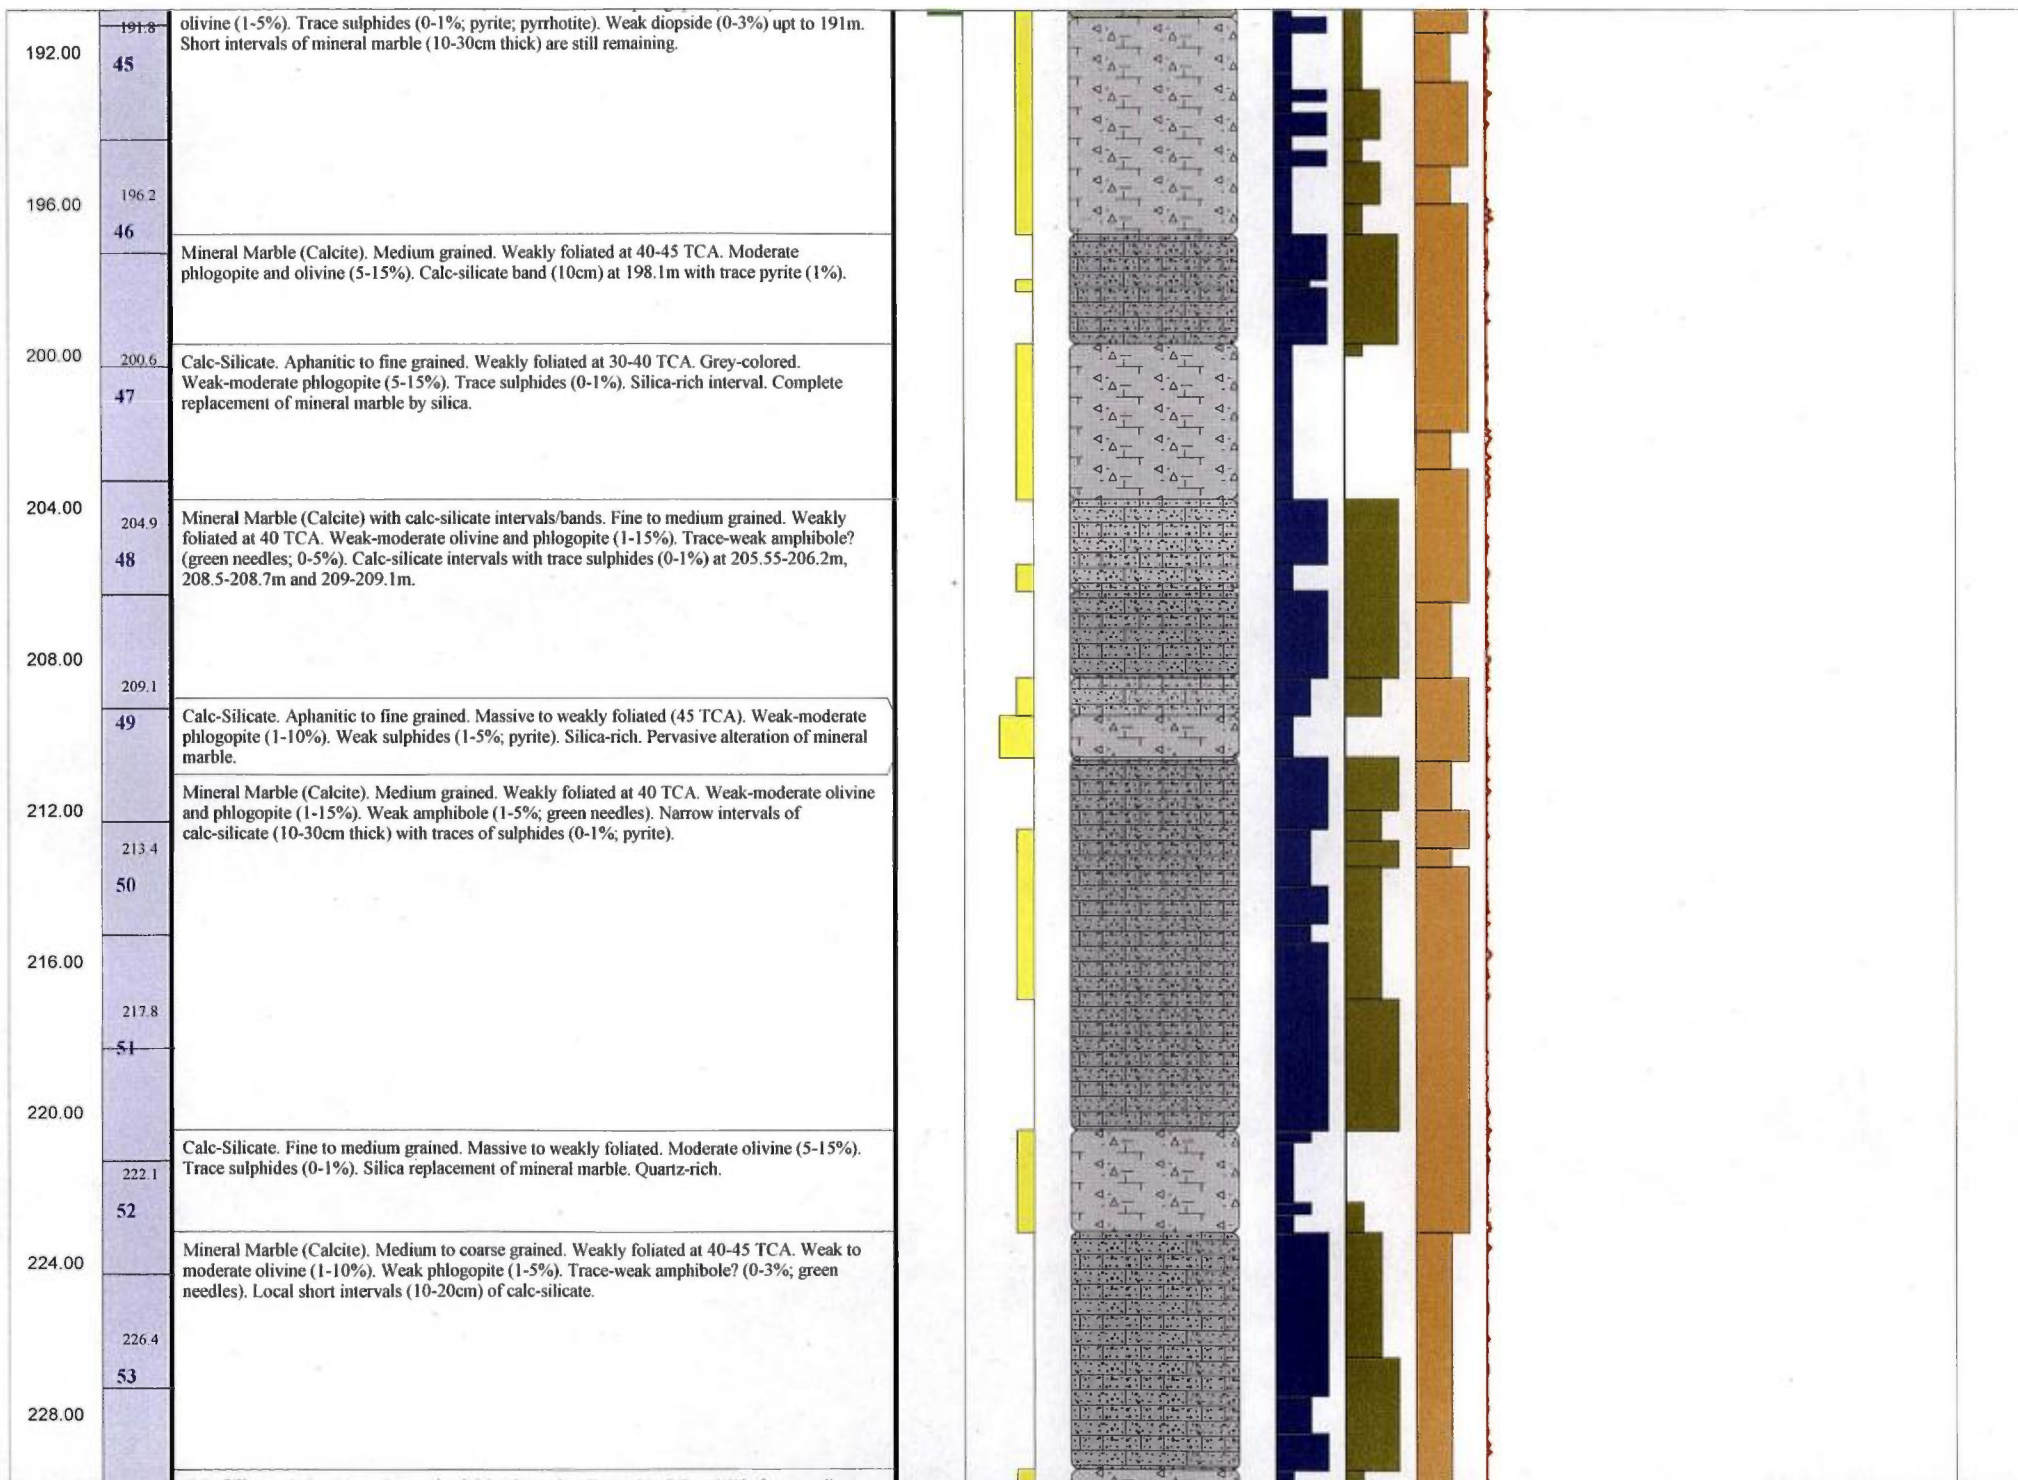 olivine (1-5%). Trace sulphides (0-1%; pyrite; pyrrhotite). Weak diopside (0-3%) upt to 191m.
Short intervals of mineral marble (10-30cm thick) are still remaining.
191.8
192.00
45
196.2
196.00
46
Mineral Marble (Calcite). Medium grained. Weakly foliated at 40-45 TCA. Moderate
phlogopite and olivine (5-15%). Calc-silicate band (10cm) at 198.1m with trace pyrite (1%).
200.00
200.6
47
Calc-Silicate. Aphanitic to fine grained. Weakly foliated at 30-40 TCA. Grey-colored.
Weak-moderate phlogopite (5-15%). Trace sulphides (0-1%). Silica-rich interval. Complete
replacement of mineral marble by silica.
204.00
204.9
48
Mineral Marble (Calcite) with calc-silicate intervals/bands. Fine to medium grained. Weakly
foliated at 40 TCA. Weak-moderate olivine and phlogopite (1-15%). Trace-weak amphibole?
(green needles; 0-5%). Calc-silicate intervals with trace sulphides (0-1%) at 205.55-206.2m,
208.5-208.7m and 209-209.1m.
208.00
209.1
49
Calc-Silicate. Aphanitic to fine grained. Massive to weakly foliated (45 TCA). Weak-moderate
phlogopite (1-10%). Weak sulphides (1-5%; pyrite). Silica-rich. Pervasive alteration of mineral
marble.
Mineral Marble (Calcite). Medium grained. Weakly foliated at 40 TCA. Weak-moderate olivine
and phlogopite (1-15%). Weak amphibole (1-5%; green needles). Narrow intervals of
calc-silicate (10-30cm thick) with traces of sulphides (0-1%; pyrite).
212.00
213.4
50
216.00
217.8
51
220.00
Calc-Silicate. Fine to medium grained. Massive to weakly foliated. Moderate olivine (5-15%).
Trace sulphides (0-1%). Silica replacement of mineral marble. Quartz-rich.
222.1
52
Mineral Marble (Calcite). Medium to coarse grained. Weakly foliated at 40-45 TCA. Weak to
moderate olivine (1-10%). Weak phlogopite (1-5%). Trace-weak amphibole? (0-3%; green
needles). Local short intervals (10-20cm) of calc-silicate.
224.00
226.4
53
228.00